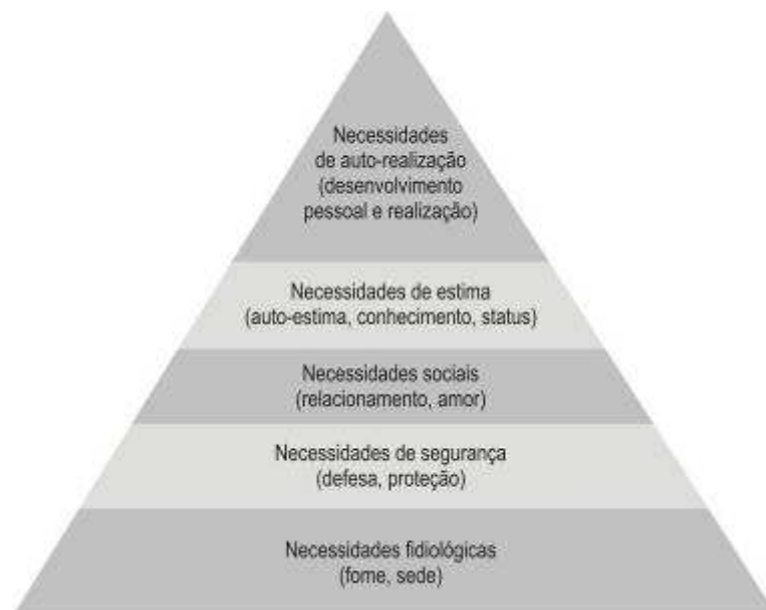 Necessidades
de auto-realização
(desenvolvimento
pessoal e realização)
Necessidades de estima
(auto-estima, conhecimento, status)
Necessidades sociais
(relacionamento, amor)
Necessidades de segurança
(defesa, proteção)
Necessidades fidiológicas
(fome, sede)